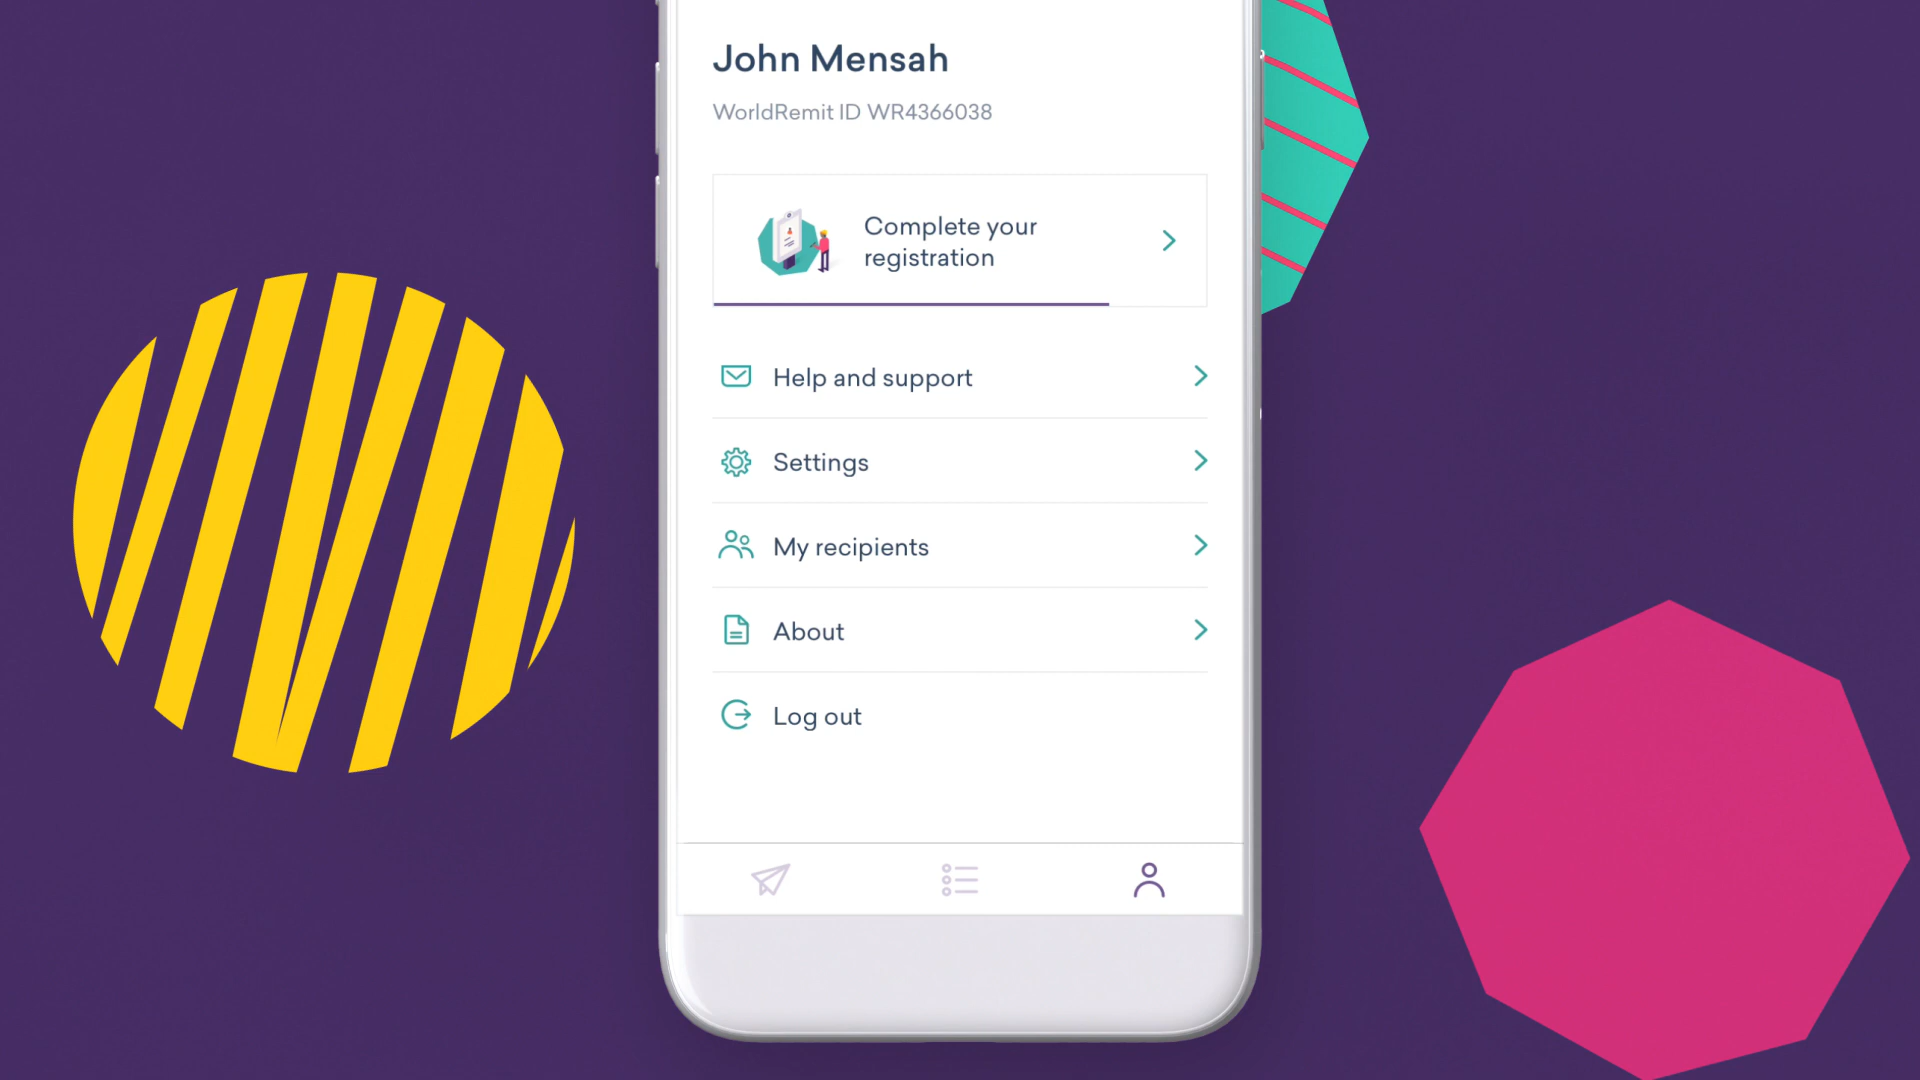 John Mensah
WorldRemit ID WR4366038
Complete your
registration
Help and support
Settings
My recipients
About
Log out